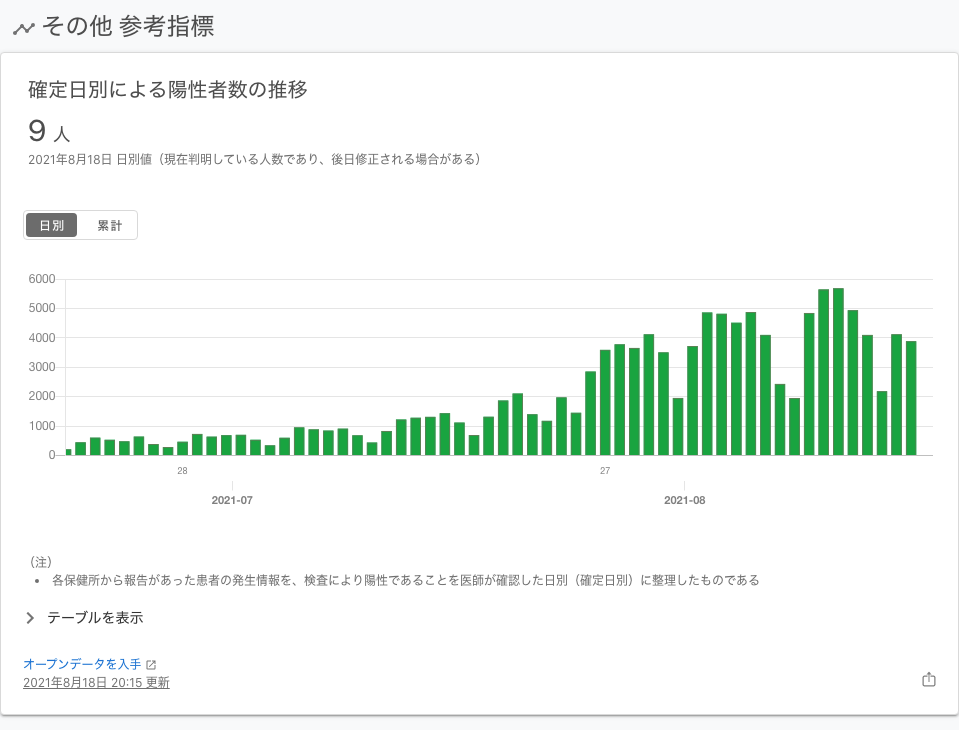 その他 参考指標
確定日別による陽性者数の推移
9 人
2021年8月18日 日別値（現在判明している人数であり、後日修正される場合がある）
日別 累計
6000
5000
4000
3000
2000
1000
0
28 27
2021-07 2021-08
（注）
• 各保健所から報告があった患者の発生情報を、検査により陽性であることを医師が確認した日別（確定日別）に整理したものである
テーブルを表示
オープンデータを入手
2021年8月18日 20:15 更新